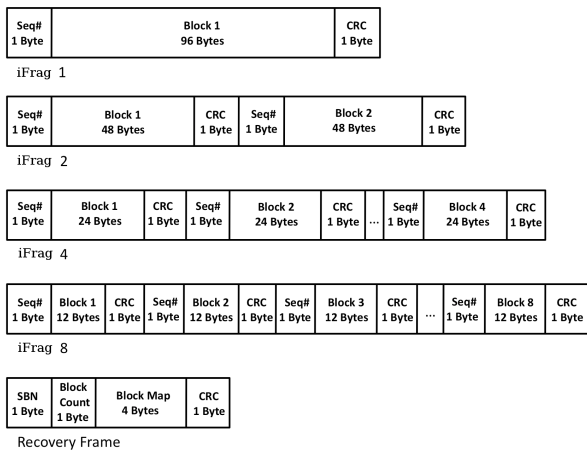 Seq# Block 1 CRC
1 Byte 96 Bytes 1 Byte
iFrag 1
Seq# Block 1 CRC Seq# Block 2 CRC
1 Byte 48 Bytes 1 Byte 1 Byte 48 Bytes 1 Byte
iFrag 2
Seq# Block 1 CRC Seq# Block 2 CRC ... Seq# Block 4 CRC
1 Byte 24 Bytes 1 Byte 1 Byte 24 Bytes 1 Byte 1 Byte 24 Bytes 1 Byte
iFrag 4
Seq# Block 1 CRC Seq# Block 2 CRC Seq# Block 3 CRC ... Seq# Block 8 CRC
1 Byte 12 Bytes 1 Byte 1 Byte 12 Bytes 1 Byte 1 Byte 12 Bytes 1 Byte 1 Byte 12 Bytes 1 Byte
iFrag 8
SBN Block Count Block Map CRC
1 Byte 1 Byte 4 Bytes 1 Byte
Recovery Frame